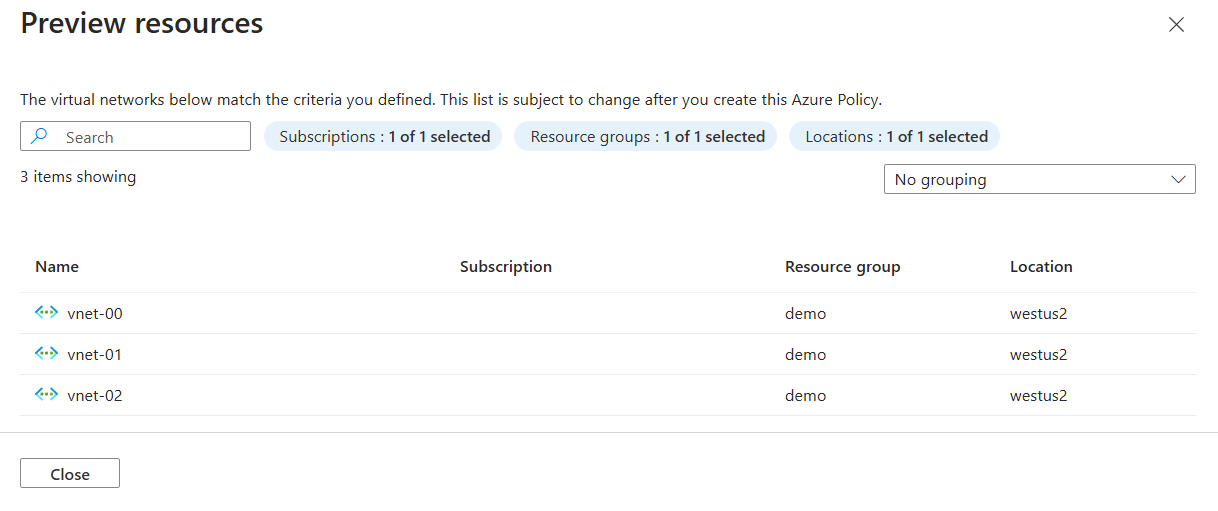 Preview resources
The virtual networks below match the criteria you defined. This list is subject to change after you create this Azure Policy.
Search Subscriptions : 1 of 1 selected Resource groups : 1 of 1 selected Locations : 1 of 1 selected
3 items showing No grouping
Name Subscription Resource group Location
vnet-00 demo westus2
vnet-01 demo westus2
vnet-02 demo westus2
Close